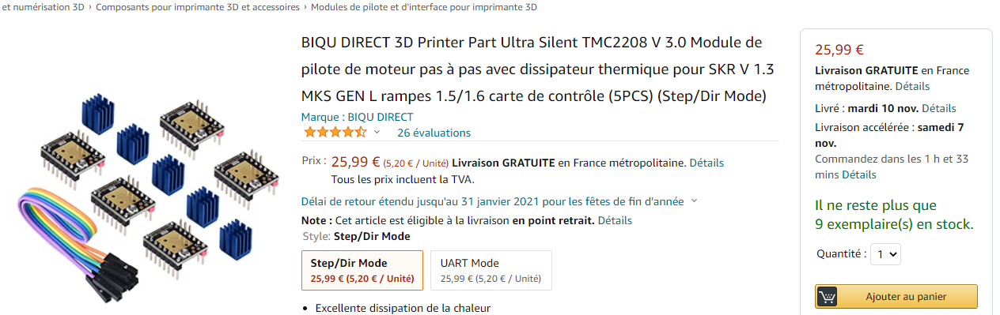 et numérisation 3D › Composants pour imprimante 3D et accessoires › Modules de pilote et d'interface pour imprimante 3D
BIQU DIRECT 3D Printer Part Ultra Silent TMC2208 V 3.0 Module de
pilote de moteur pas à pas avec dissipateur thermique pour SKR V 1.3
MKS GEN L rampes 1.5/1.6 carte de contrôle (5PCS) (Step/Dir Mode)
Marque : BIQU DIRECT
26 évaluations
Prix : 25,99 € (5,20 € / Unité) Livraison GRATUITE en France métropolitaine. Détails
Tous les prix incluent la TVA.
Délai de retour étendu jusqu'au 31 janvier 2021 pour les fêtes de fin d'année
Note : Cet article est éligible à la livraison en point retrait. Détails
Style: Step/Dir Mode
Step/Dir Mode
25,99 € (5,20 € / Unité)
UART Mode
25,99 € (5,20 € / Unité)
• Excellente dissipation de la chaleur
25,99 €
Livraison GRATUITE en France
métropolitaine. Détails
Livré : mardi 10 nov. Détails
Livraison accélérée : samedi 7
nov.
Commandez dans les 1 h et 33
mins Détails
Il ne reste plus que
9 exemplaire(s) en stock.
Quantité : 1
Ajouter au panier